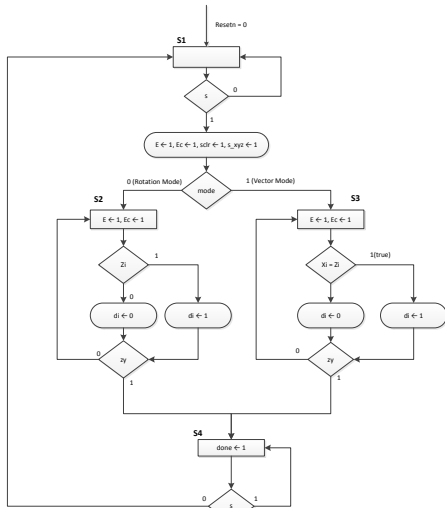 Resetn = 0
S1
s
0
1
E ← 1, Ec ← 1, sclr ← 1, s_xyz ← 1
mode
0 (Rotation Mode)
1 (Vector Mode)
S2
S3
E ← 1, Ec ← 1
E ← 1, Ec ← 1
Zi
1
0
Xi = Zi
1(true)
di ← 0
di ← 1
di ← 0
di ← 1
zy
0
1
zy
0
1
S4
done ← 1
s
0
1